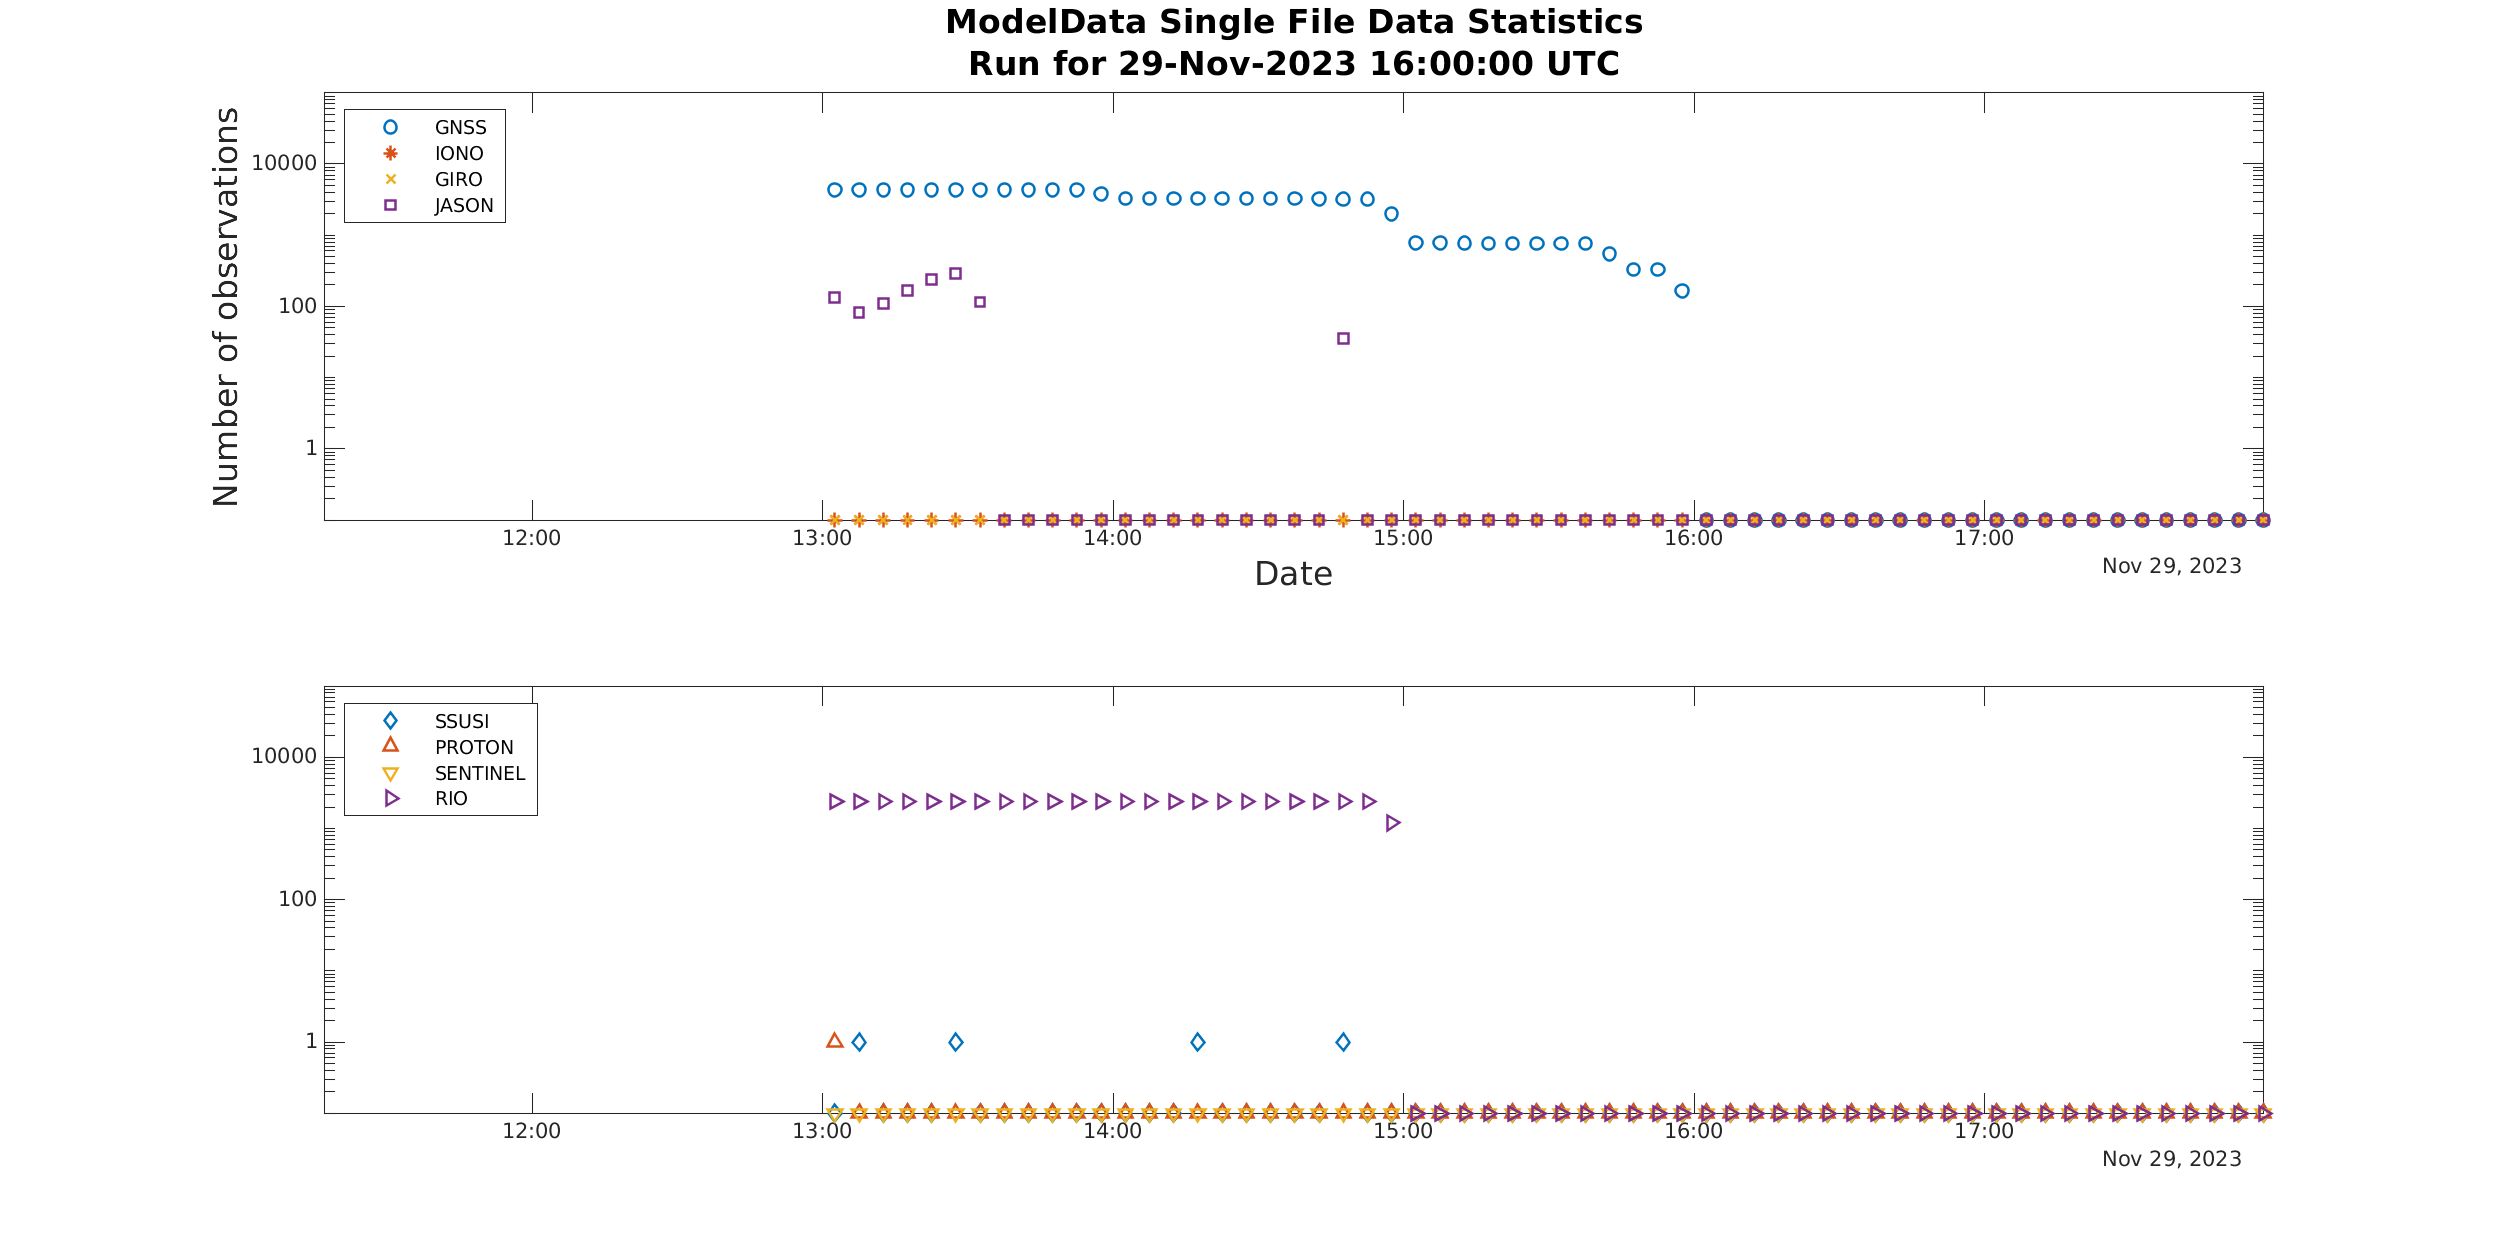 ModelData Single File Data Statistics
Run for 29-Nov-2023 16:00:00 UTC
Number of observations
10000
100
1
GNSS
IONO
GIRO
JASON
12:00
13:00
14:00
15:00
16:00
17:00
Nov 29, 2023
Date
10000
100
1
SSUSI
PROTON
SENTINEL
RIO
12:00
13:00
14:00
15:00
16:00
17:00
Nov 29, 2023